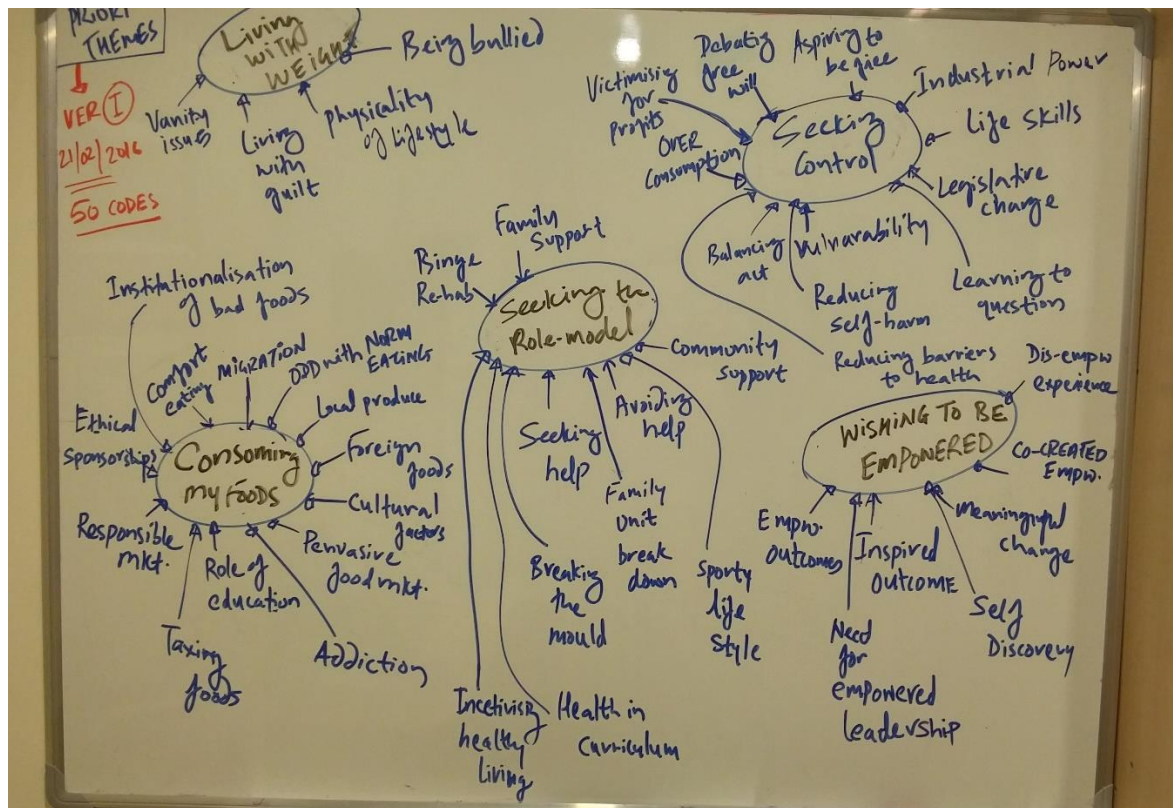 PRIORI
THEMES
VER I
21/02/2016
50 CODES
Living
WITH
WEIGHT
Being bullied
Vanity
issues
Living
with
guilt
Physicality
of lifestyle
Seeking
Control
Victimising
for
profits
Debating
free
will
Aspiring to
be free
Industrial Power
Life Skills
Legislative
change
Learning to
question
OVER
Consumption
Balancing
act
Vulnarability
Reducing
self-harm
Reducing barriers
to health
Seeking the
Role-model
Family
Support
Binge
Re-hab
Community
support
Seeking
help
Avoiding
help
Family
Unit
break
down
Breaking
the
mould
Sporty
life
Style
Incetivisig
healthy
living
Health in
curriculum
Consuming
MY FOODS
Institutionalisation
of bad foods
Comfort
eating
MIGRATION
ODD with NORM
EATINGS
Local produce
Foreign
foods
Cultural
factors
Pervasive
food mkt.
Addiction
Role of
education
Taxing
foods
Responsible
mkt.
Ethical
Sponsorships
WISHING TO BE
EMPOWERED
Dis-empw
experience
CO-CREATED
Empw.
Meaningful
change
Self
Discovery
Inspired
OUTCOME
Need
for
empowered
leadership
Empw.
outcomes